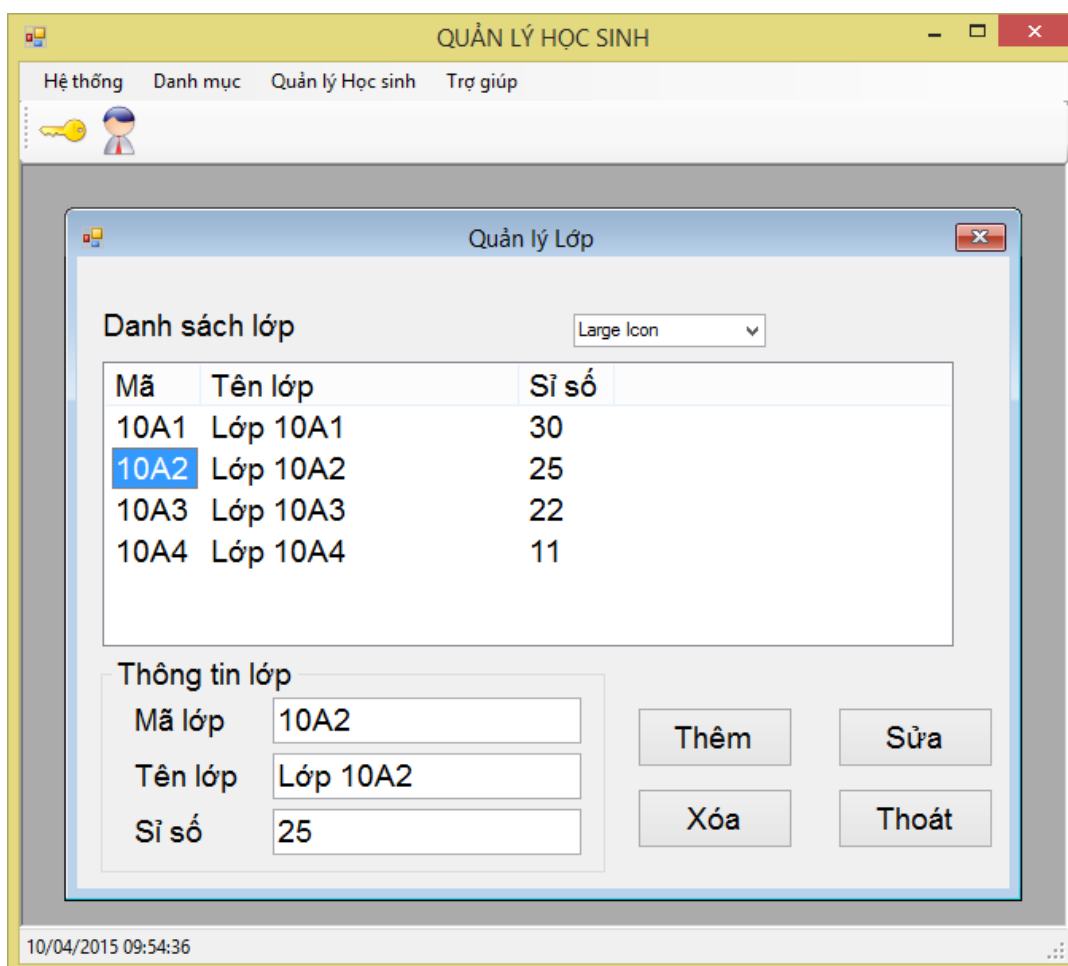 QUẢN LÝ HỌC SINH
Hệ thống Danh mục Quản lý Học sinh Trợ giúp
Quản lý Lớp
Danh sách lớp Large Icon
Mã Tên lớp Sỉ số
10A1 Lớp 10A1 30
10A2 Lớp 10A2 25
10A3 Lớp 10A3 22
10A4 Lớp 10A4 11
Thông tin lớp
Mã lớp 10A2 Thêm Sửa
Tên lớp Lớp 10A2
Sỉ số 25 Xóa Thoát
10/04/2015 09:54:36